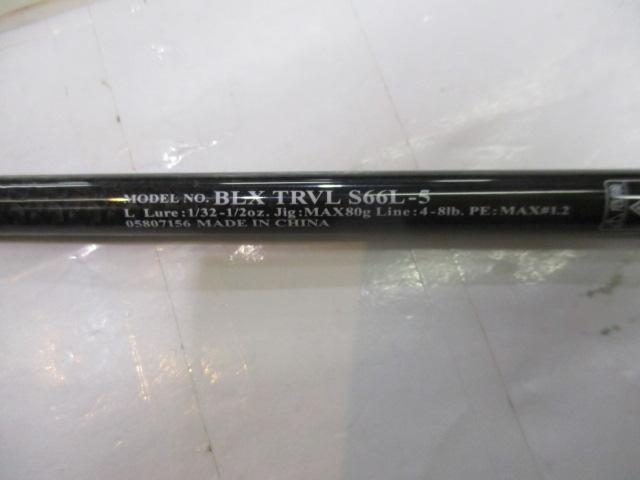 MODEL NO. BLX TRVL S66L-5
L Lure:1/32-1/2oz. Jig:MAX80g Line:4-8lb. PE:MAX#1.2
05807156 MADE IN CHINA